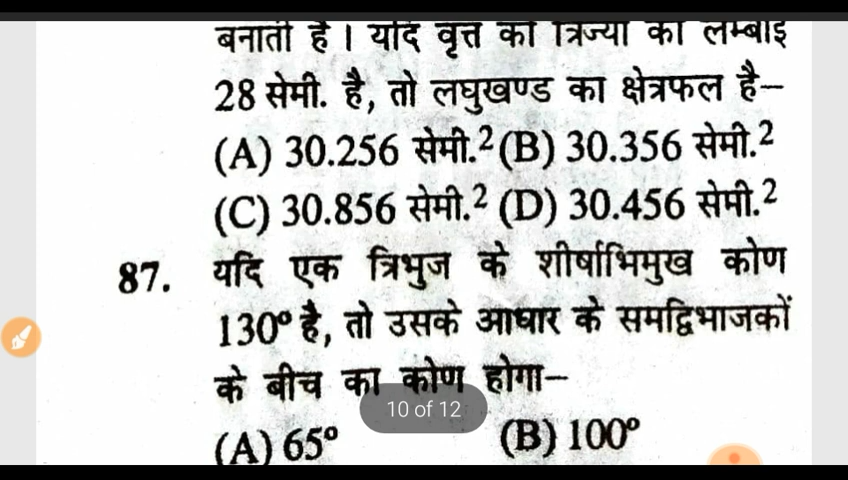 बनाती है । यदि वृत्त की त्रिज्या की लम्बाई
28 सेमी. है, तो लघुखण्ड का क्षेत्रफल है–
(A) 30.256 सेमी.² (B) 30.356 सेमी.²
(C) 30.856 सेमी.² (D) 30.456 सेमी.²
87. यदि एक त्रिभुज के शीर्षाभिमुख कोण
130° है, तो उसके आधार के समद्विभाजकों
के बीच का कोण होगा–
10 of 12
(A) 65° (B) 100°